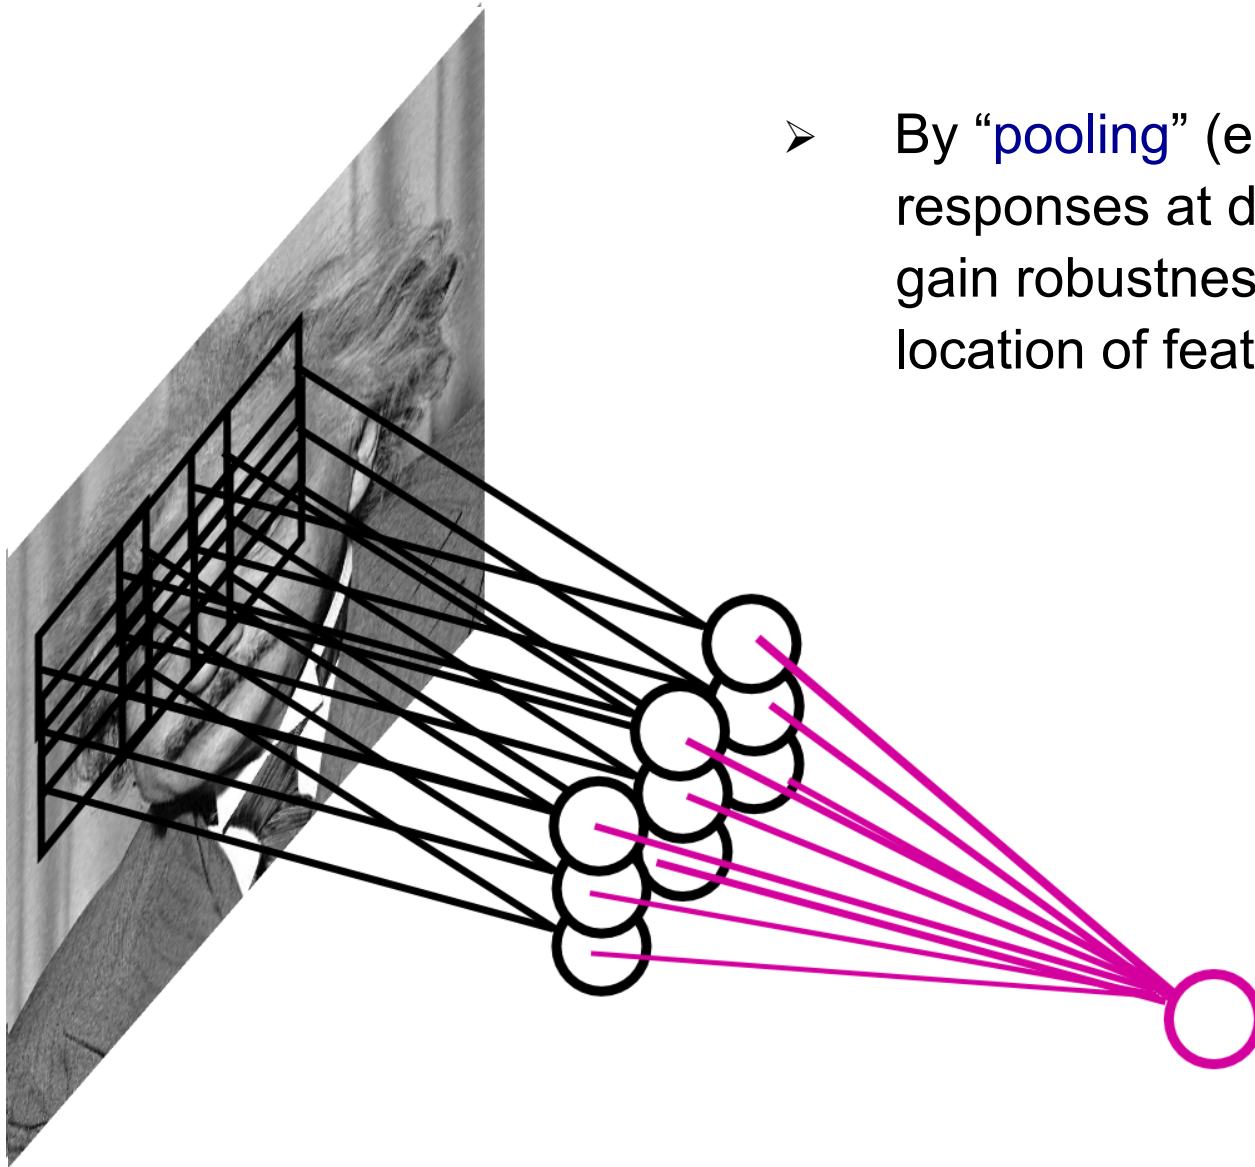 ➢ By “pooling” (e
responses at d
gain robustnes
location of feat